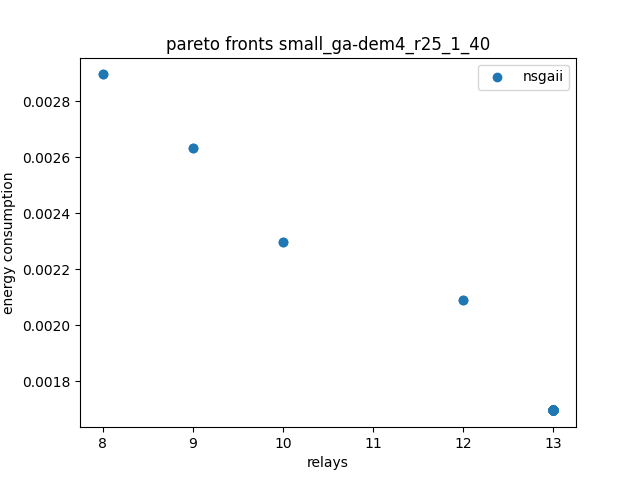 pareto fronts small_ga-dem4_r25_1_40
nsgaii
0.0028
0.0026
0.0024
0.0022
0.0020
0.0018
energy consumption
8 9 10 11 12 13
relays